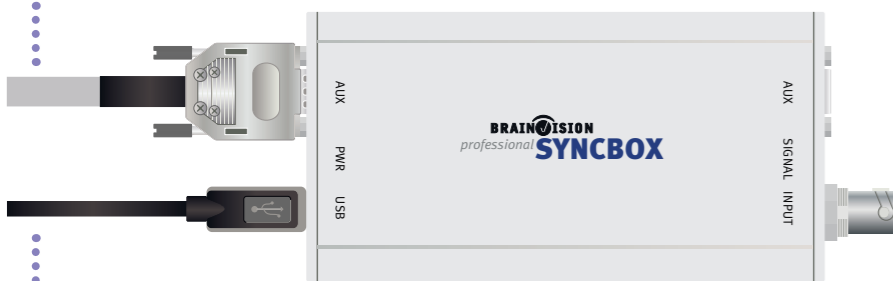 AUX
PWR
USB
BRAINVISION
professional SYNCBOX
AUX
SIGNAL INPUT